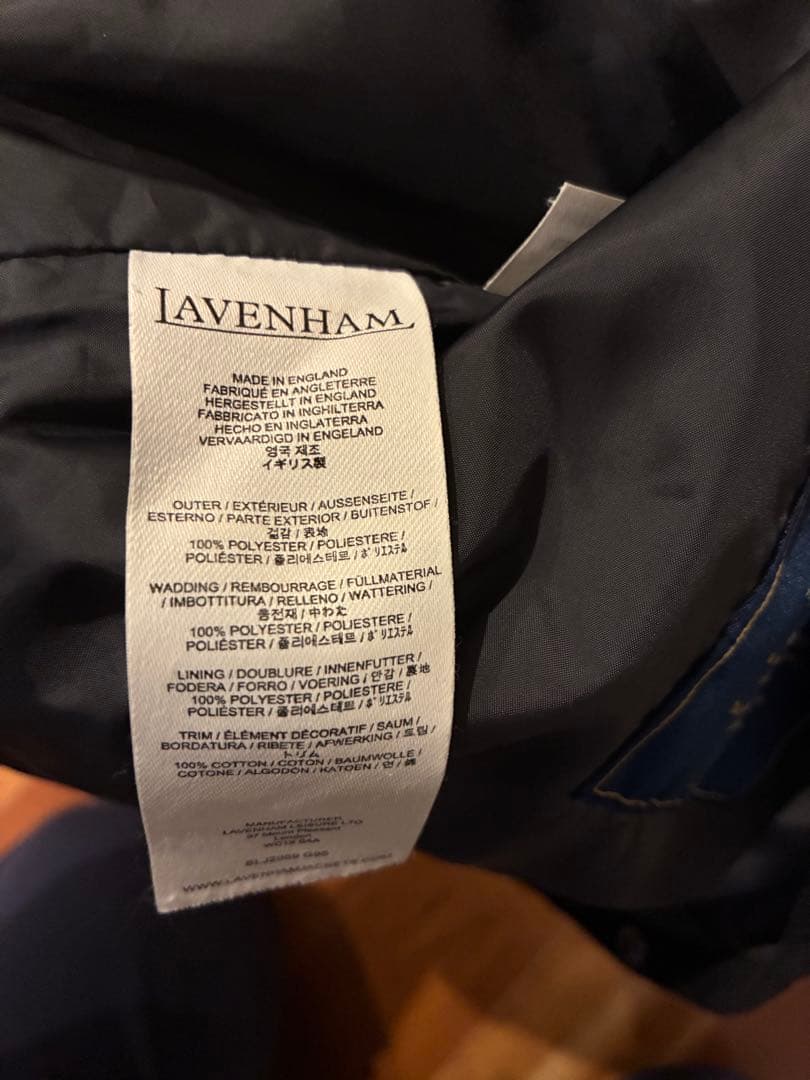 LAVENHAM
MADE IN ENGLAND
FABRIQUÉ EN ANGLETERRE
HERGESTELLT IN ENGLAND
FABBRICATO IN INGHILTERRA
HECHO EN INGLATERRA
VERVAARDIGD IN ENGELAND
영국 제조
イギリス製
OUTER / EXTÉRIEUR / AUSSENSEITE /
ESTERNO / PARTE EXTERIOR / BUITENSTOF /
겉감 / 表地
100% POLYESTER / POLIESTERE /
POLIÉSTER / 폴리에스테르 / ﾎﾟﾘｴｽﾃﾙ
WADDING / REMBOURRAGE / FÜLLMATERIAL
/ IMBOTTITURA / RELLENO / WATTERING /
충전재 / 中わた
100% POLYESTER / POLIESTERE /
POLIÉSTER / 폴리에스테르 / ﾎﾟﾘｴｽﾃﾙ
LINING / DOUBLURE / INNENFUTTER /
FODERA / FORRO / VOERING / 안감 / 裏地
100% POLYESTER / POLIESTERE /
POLIÉSTER / 폴리에스테르 / ﾎﾟﾘｴｽﾃﾙ
TRIM / ÉLÉMENT DÉCORATIF / SAUM /
BORDATURA / RIBETE / AFWERKING / 트림 /
トリム
100% COTTON / COTON / BAUMWOLLE /
COTONE / ALGODÓN / KATOEN / 면 / 綿
MANUFACTURER
LAVENHAM LEISURE LTD
Mount Pleasant
London
WWW.LAVENHAMJACKETS.COM